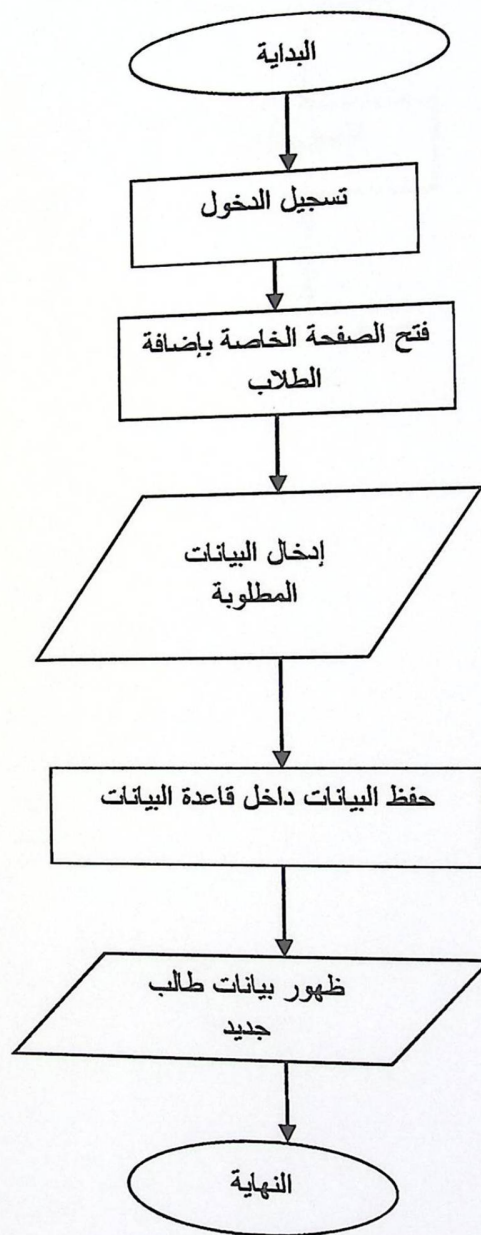 البداية
تسجيل الدخول
فتح الصفحة الخاصة بإضافة
الطلاب
إدخال البيانات
المطلوبة
حفظ البيانات داخل قاعدة البيانات
ظهور بيانات طالب
جديد
النهاية